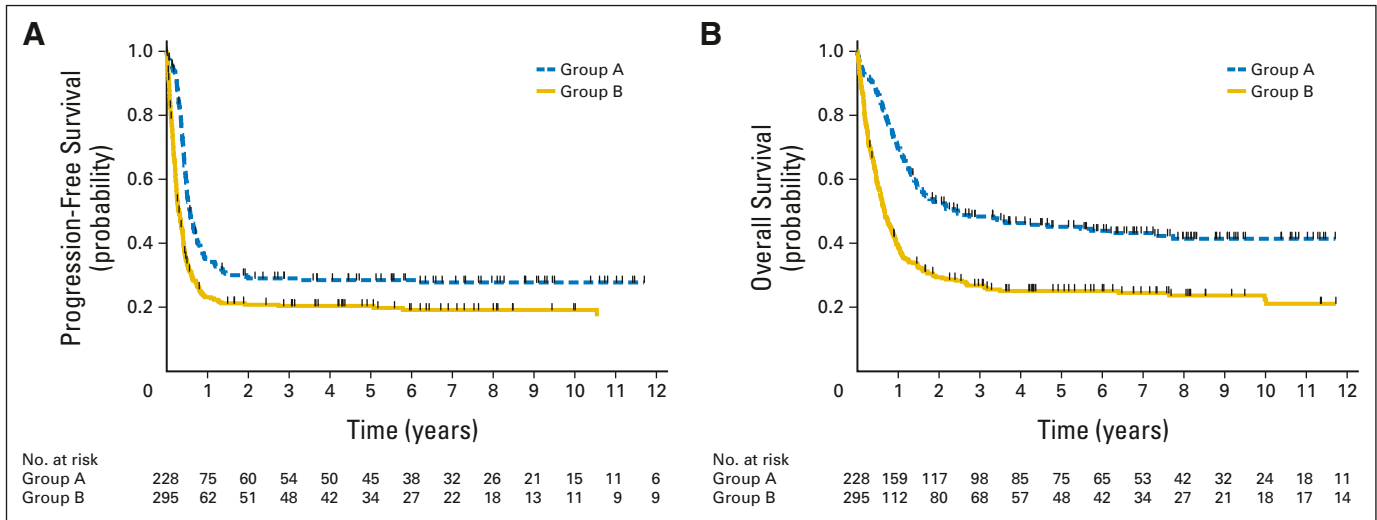 A
Progression-Free Survival
(probability)
1.0
0.8
0.6
0.4
0.2
0
Group A
Group B
1 2 3 4 5 6 7 8 9 10 11 12
Time (years)
No. at risk
Group A 228 75 60 54 50 45 38 32 26 21 15 11 6
Group B 295 62 51 48 42 34 27 22 18 13 11 9 9
B
Overall Survival
(probability)
1.0
0.8
0.6
0.4
0.2
0
Group A
Group B
1 2 3 4 5 6 7 8 9 10 11 12
Time (years)
No. at risk
Group A 228 159 117 98 85 75 65 53 42 32 24 18 11
Group B 295 112 80 68 57 48 42 34 27 21 18 17 14